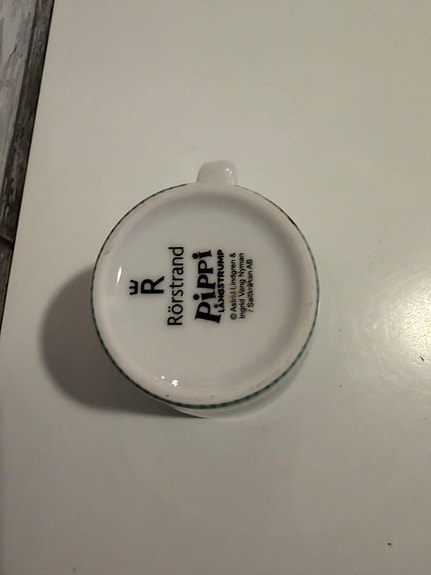 R
Rörstrand
PiPPi
LÅNGSTRUMP
© Astrid Lindgren &
Ingrid Vang Nyman
/ Saltkråkan AB